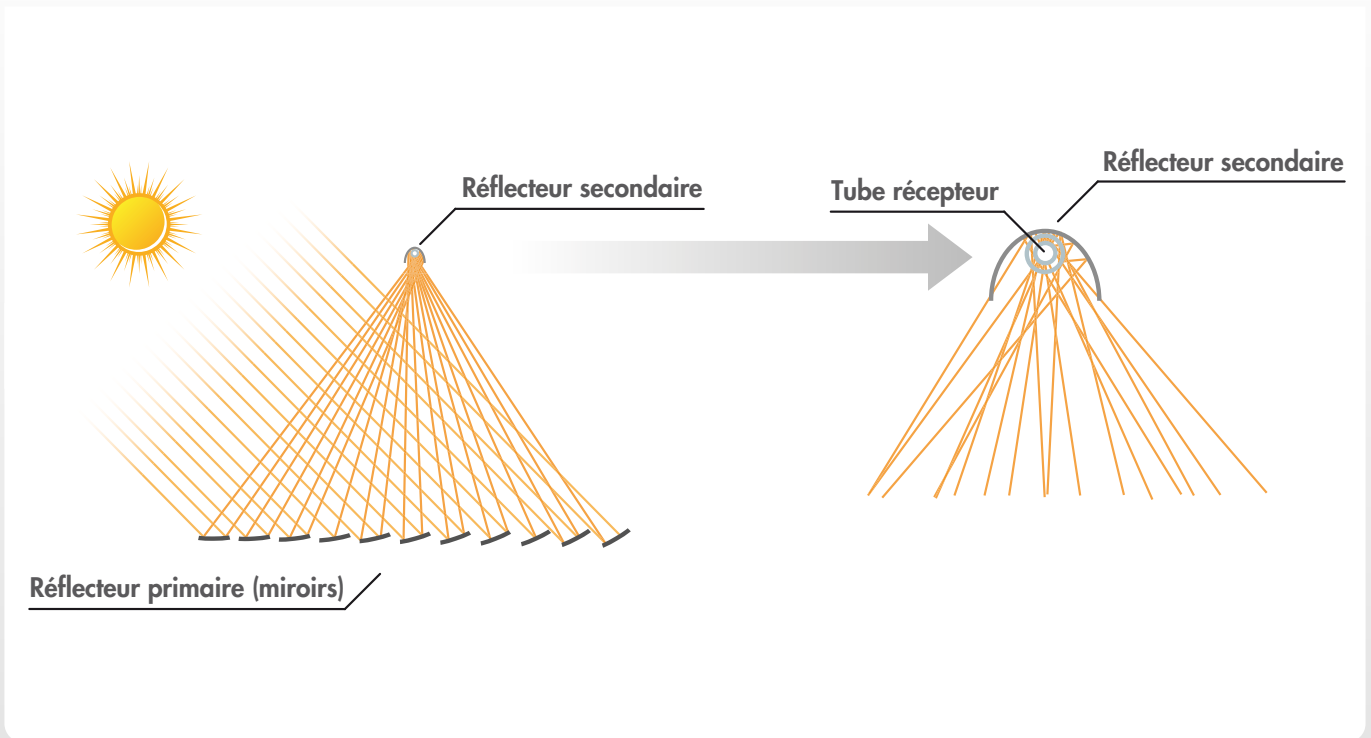 Réflecteur secondaire
Tube récepteur
Réflecteur secondaire
Réflecteur primaire (miroirs)